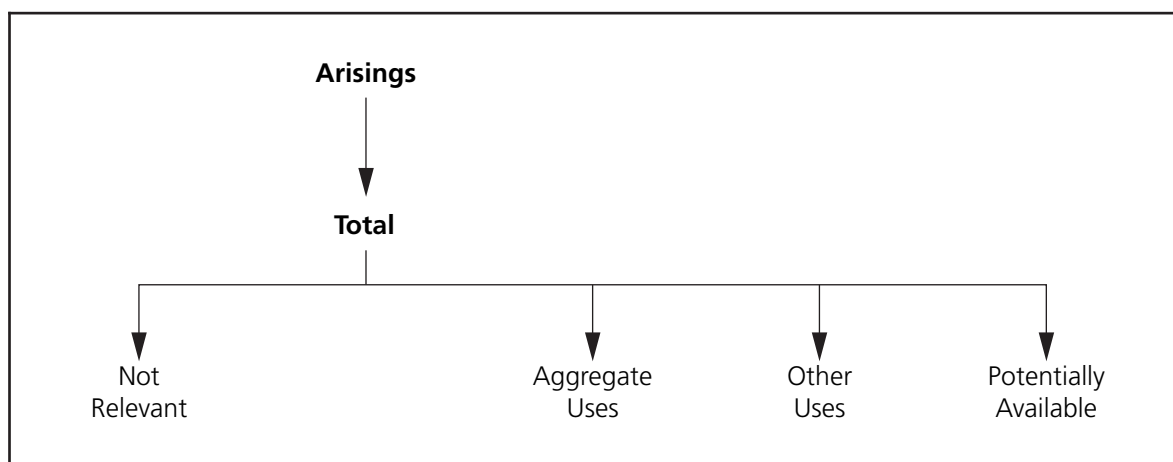 Arisings
Total
Not
Relevant
Aggregate
Uses
Other
Uses
Potentially
Available